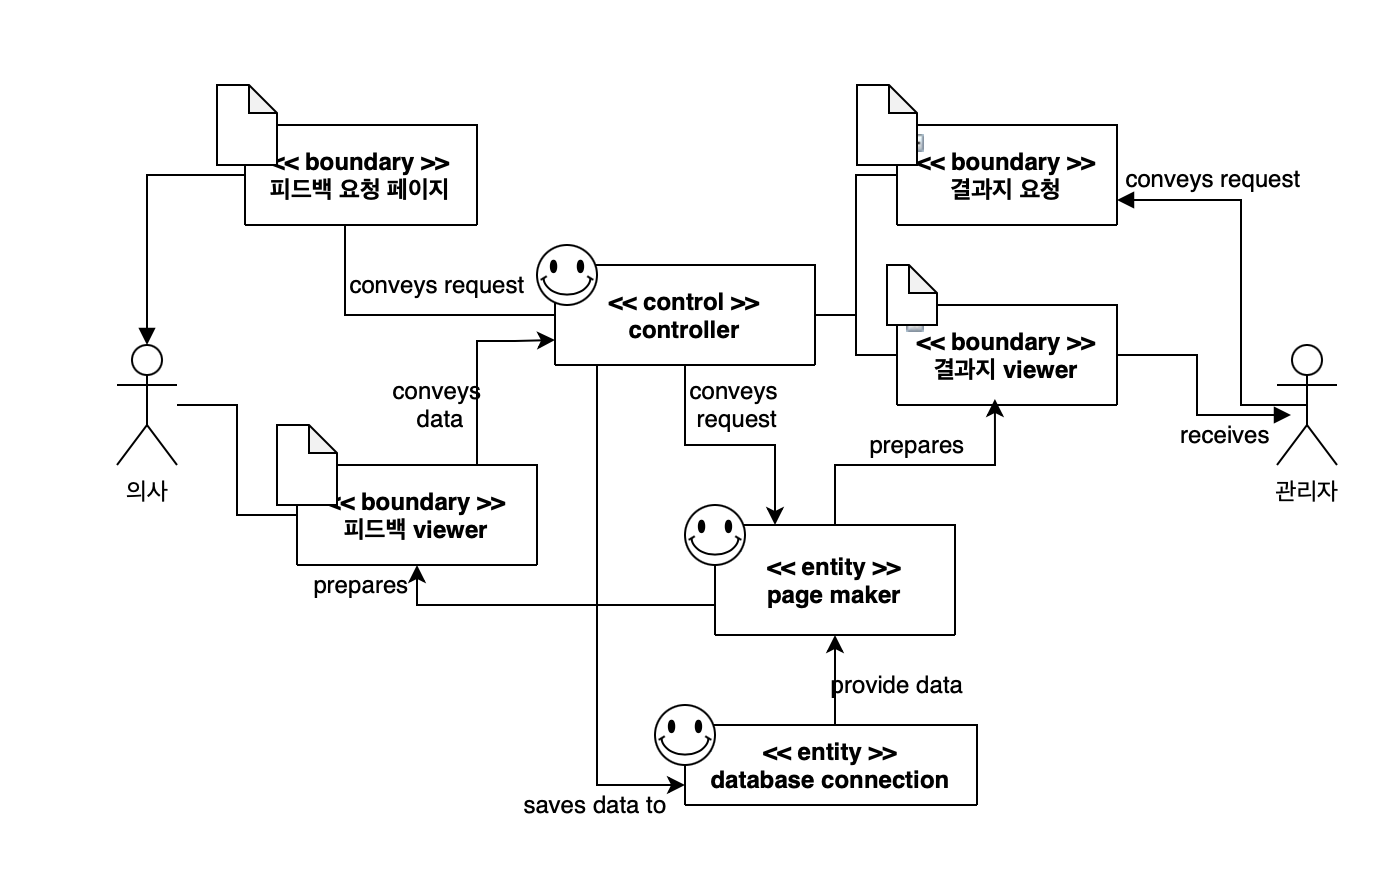 << boundary >>
피드백 요청 페이지
<< boundary >>
결과지 요청
conveys request
conveys request
<< control >>
controller
<< boundary >>
결과지 viewer
conveys
data
conveys
request
prepares
receives
의사
관리자
<< boundary >>
피드백 viewer
prepares
<< entity >>
page maker
provide data
<< entity >>
database connection
saves data to